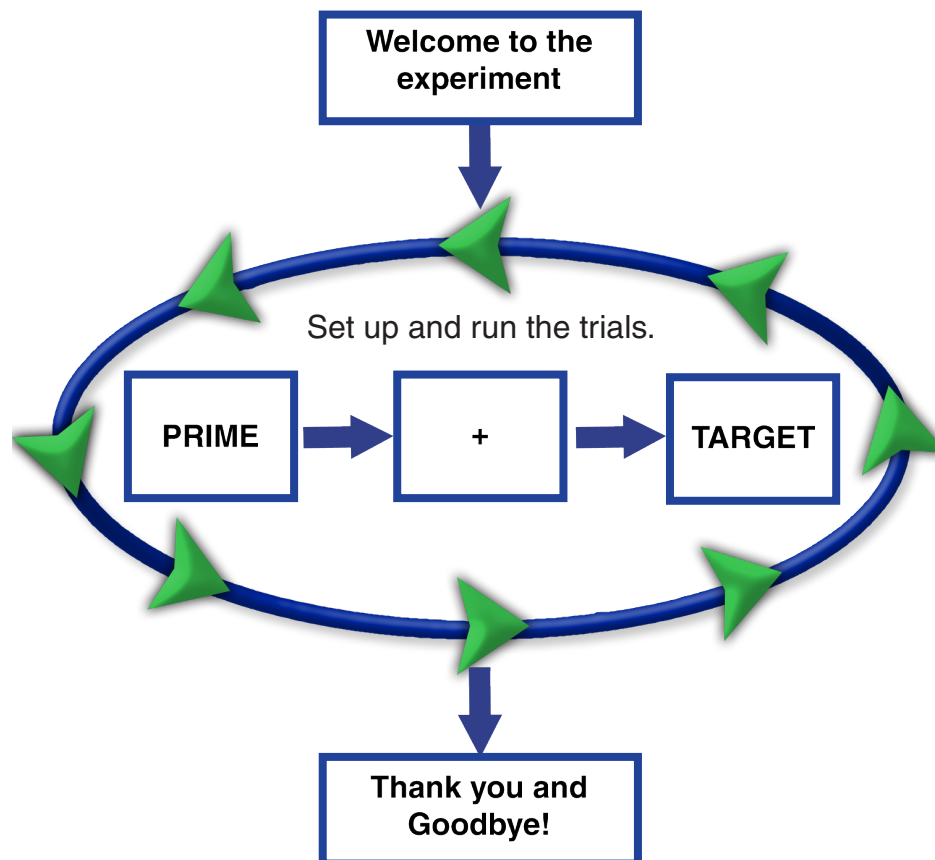 Welcome to the
experiment
Set up and run the trials.
PRIME
+
TARGET
Thank you and
Goodbye!